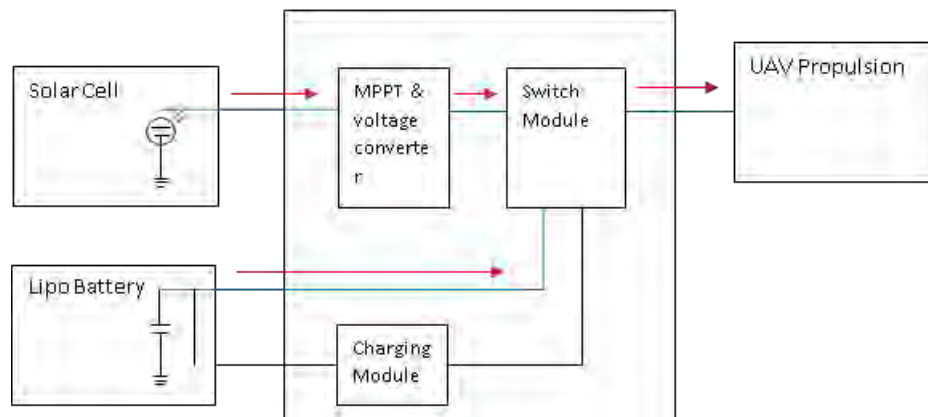 Solar Cell
MPPT &
voltage
converte
r
Switch
Module
UAV Propulsion
Lipo Battery
Charging
Module